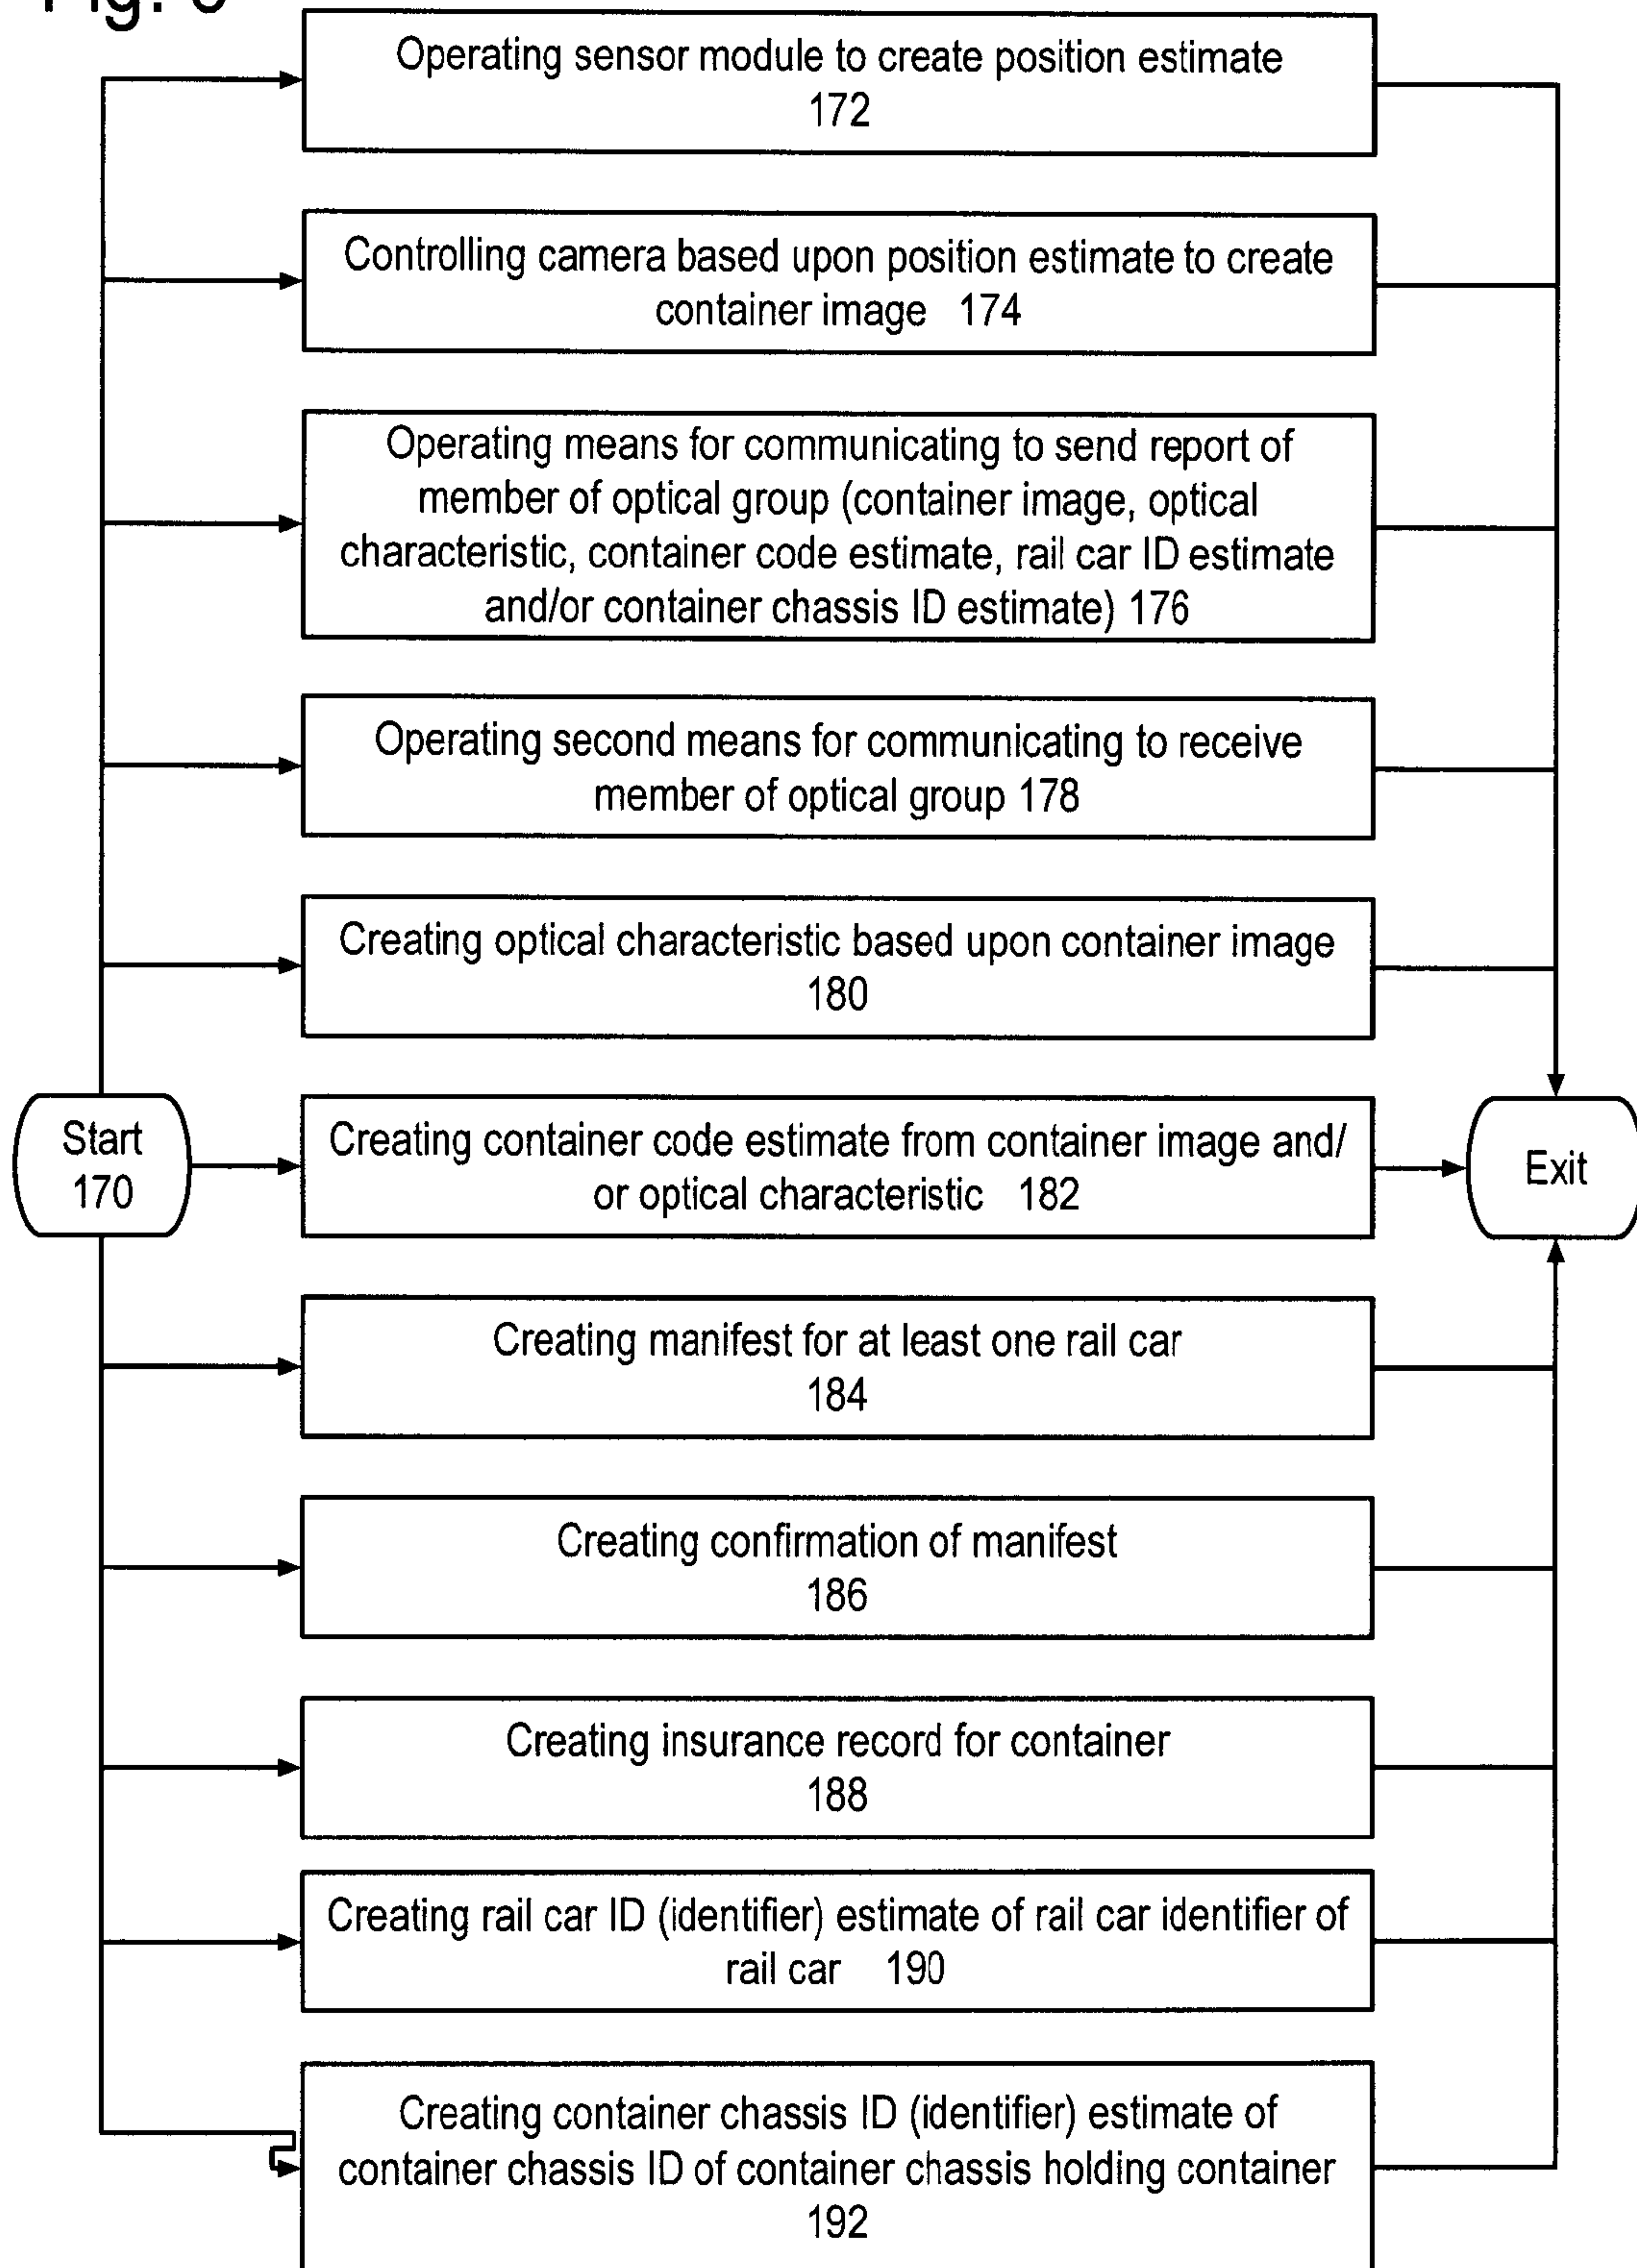 Operating sensor module to create position estimate
172
Controlling camera based upon position estimate to create
container image 174
Operating means for communicating to send report of
member of optical group (container image, optical
characteristic, container code estimate, rail car ID estimate
and/or container chassis ID estimate) 176
Operating second means for communicating to receive
member of optical group 178
Creating optical characteristic based upon container image
180
Start
170
Creating container code estimate from container image and/
or optical characteristic 182
Exit
Creating manifest for at least one rail car
184
Creating confirmation of manifest
186
Creating insurance record for container
188
Creating rail car ID (identifier) estimate of rail car identifier of
rail car 190
Creating container chassis ID (identifier) estimate of
container chassis ID of container chassis holding container
192